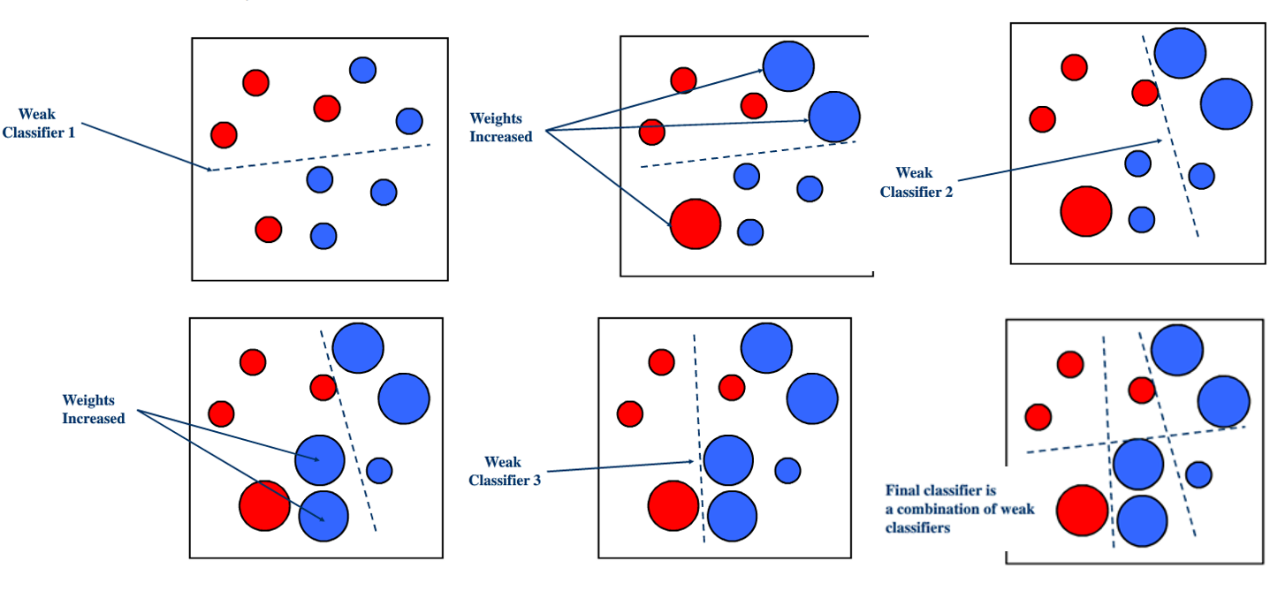 Weak
Classifier 1
Weights
Increased
Weak
Classifier 2
Weights
Increased
Weak
Classifier 3
Final classifier is
a combination of weak
classifiers